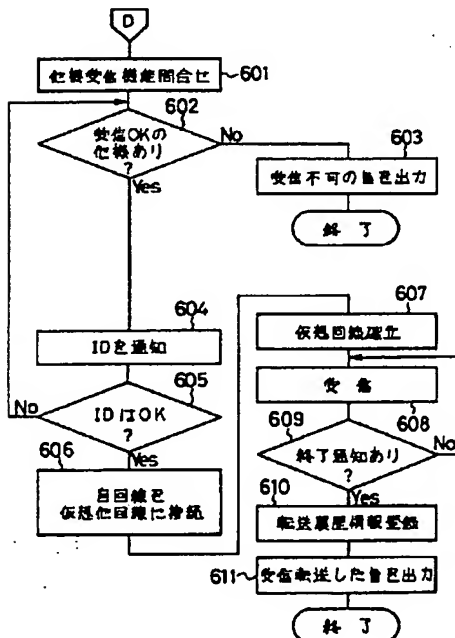 D
他機受信機能問合せ
601
602
受信OKの
他機あり
?
No
Yes
603
受信不可の旨を出力
終了
604
IDを通知
605
IDはOK
?
No
Yes
606
自回線を
仮想他回線に接続
607
仮想回線確立
受信
608
609
終了通知あり
?
No
Yes
610
転送履歴情報登録
611
受信転送した旨を出力
終了